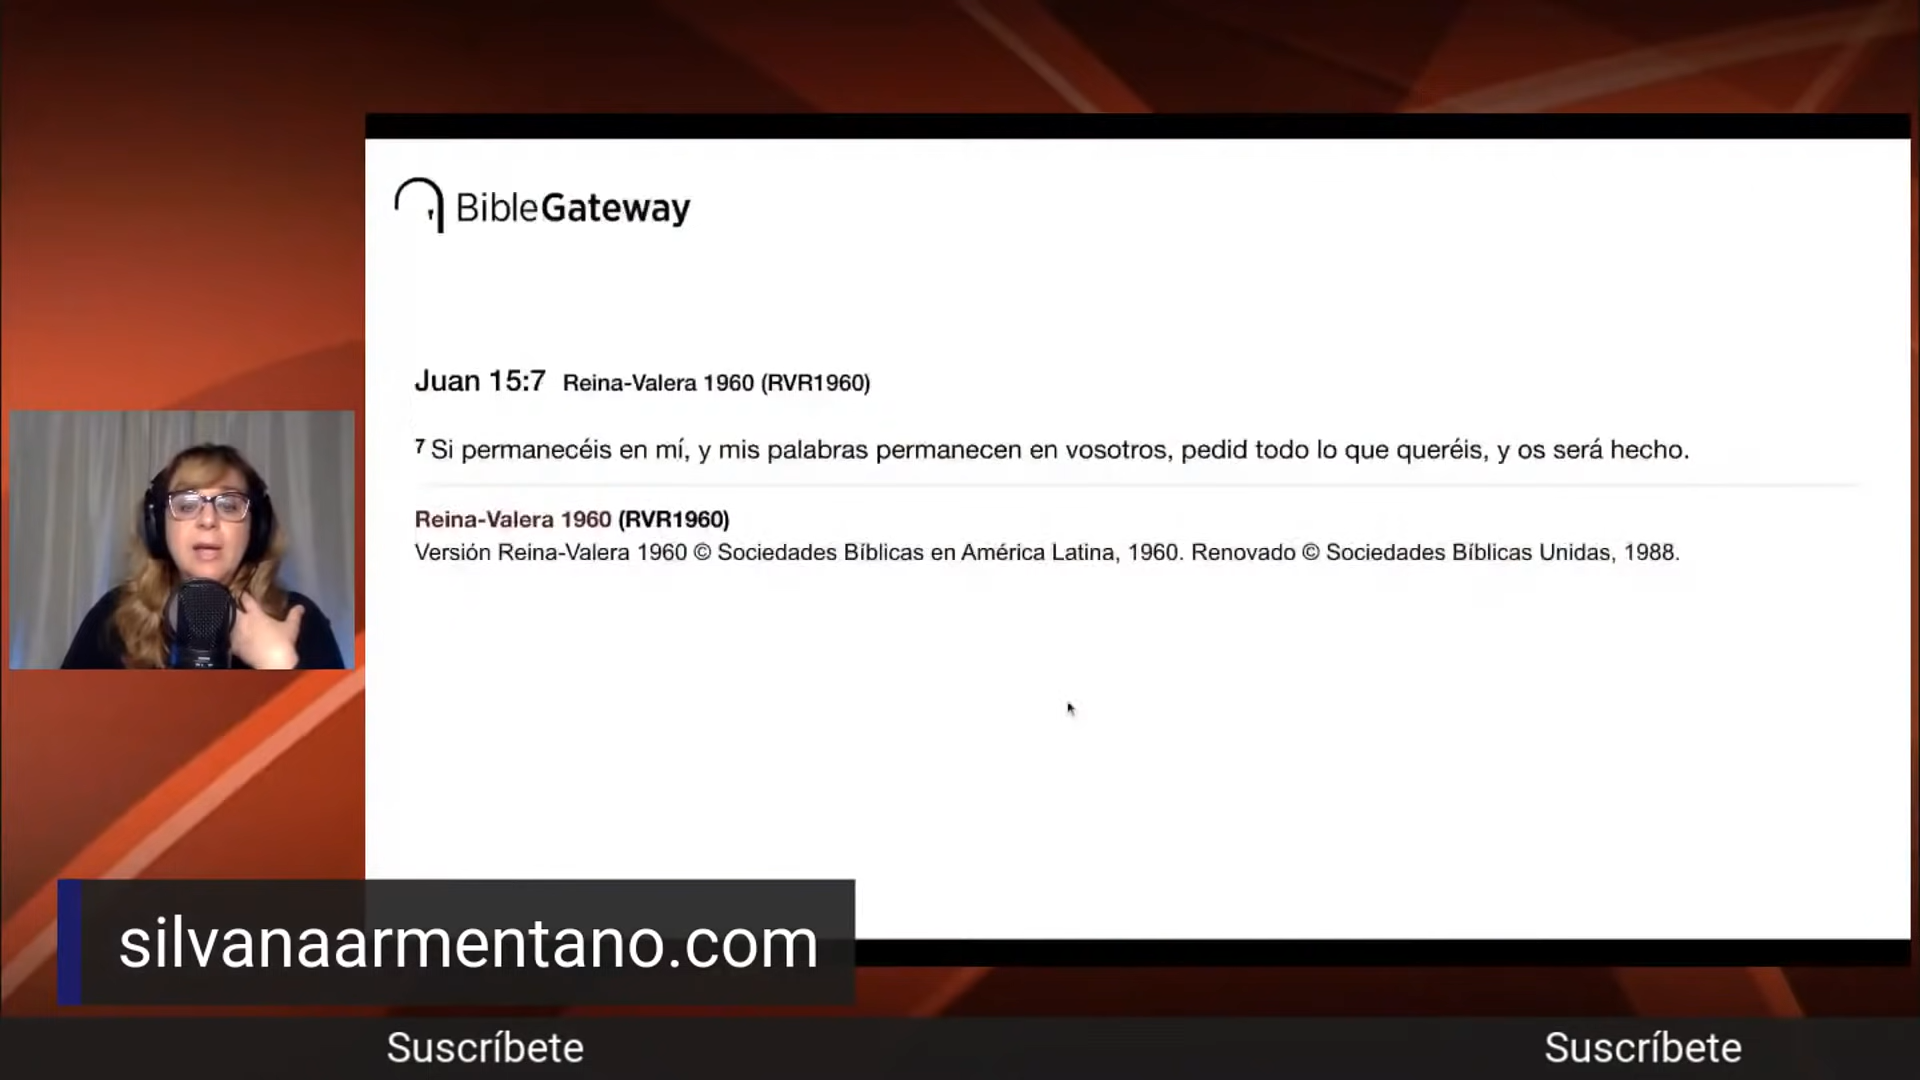 BibleGateway
Juan 15:7 Reina-Valera 1960 (RVR1960)
7 Si permanecéis en mí, y mis palabras permanecen en vosotros, pedid todo lo que queréis, y os será hecho.
Reina-Valera 1960 (RVR1960)
Versión Reina-Valera 1960 © Sociedades Bíblicas en América Latina, 1960. Renovado © Sociedades Bíblicas Unidas, 1988.
silvanaarmentano.com
Suscríbete Suscríbete